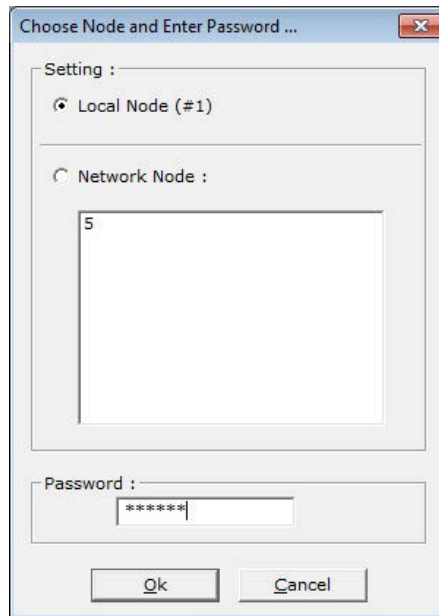 Choose Node and Enter Password ...
Setting :
Local Node (#1)
Network Node :
5
Password :
******
Ok
Cancel